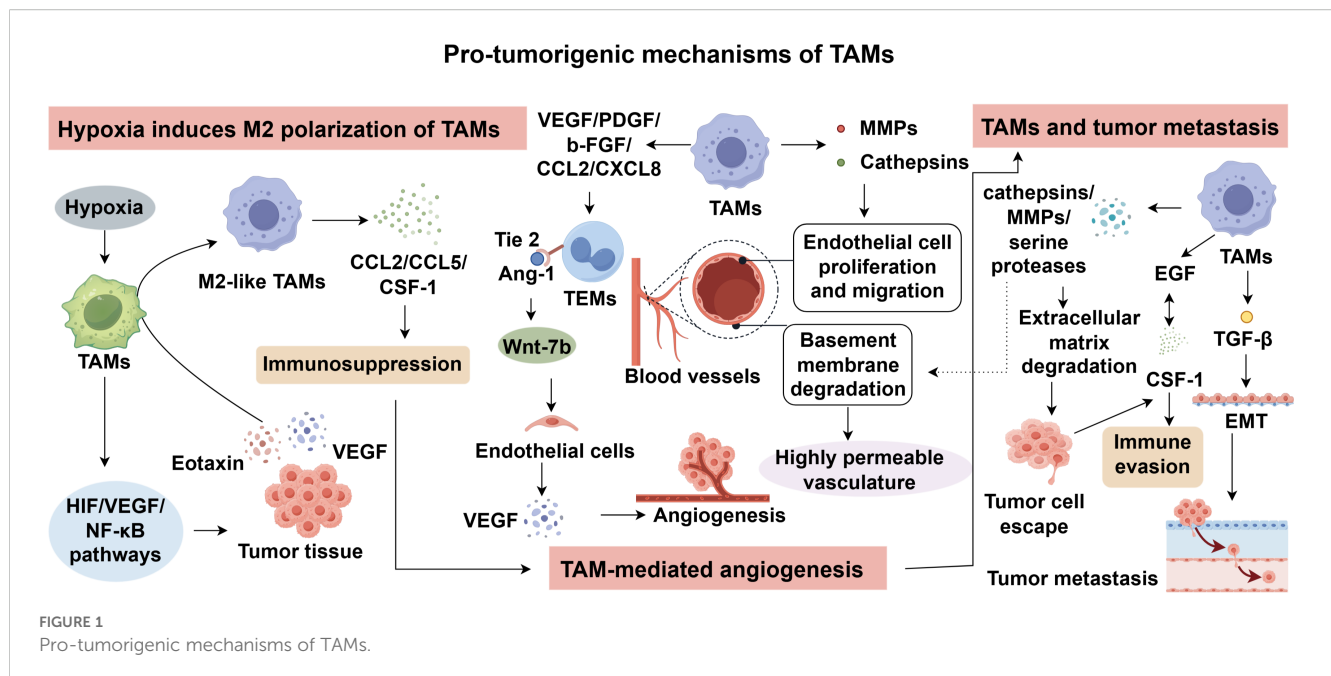 Pro-tumorigenic mechanisms of TAMs
Hypoxia induces M2 polarization of TAMs
Hypoxia
TAMs
HIF/VEGF/
NF-κB
pathways
M2-like TAMs
CCL2/CCL5/
CSF-1
Immunosuppression
Eotaxin
VEGF
Tumor tissue
VEGF/PDGF/
b-FGF/
CCL2/CXCL8
TAMs
MMPs
Cathepsins
Tie 2
Ang-1
TEMs
Wnt-7b
Endothelial cells
VEGF
Angiogenesis
Blood vessels
Endothelial cell
proliferation
and migration
Basement
membrane
degradation
Highly permeable
vasculature
TAM-mediated angiogenesis
TAMs and tumor metastasis
cathepsins/
MMPs/
serine
proteases
TAMs
EGF
Extracellular
matrix
degradation
TGF-β
CSF-1
EMT
Immune
evasion
Tumor cell
escape
Tumor metastasis
FIGURE 1
Pro-tumorigenic mechanisms of TAMs.